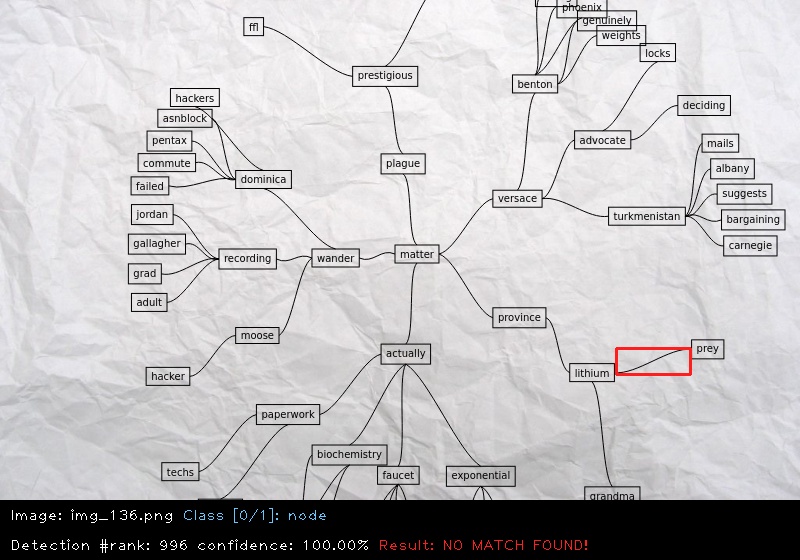 phoenix
genuinely
ffl
weights
locks
prestigious
benton
hackers
deciding
asnblock
pentax
advocate
mails
commute
plague
albany
failed
dominica
suggests
versace
jordan
turkmenistan
bargaining
gallagher
carnegie
recording
wander
matter
grad
adult
province
moose
prey
actually
hacker
lithium
paperwork
biochemistry
techs
faucet
exponential
grandma
Image: img_136.png Class [0/1]: node
Detection #rank: 996 confidence: 100.00% Result: NO MATCH FOUND!